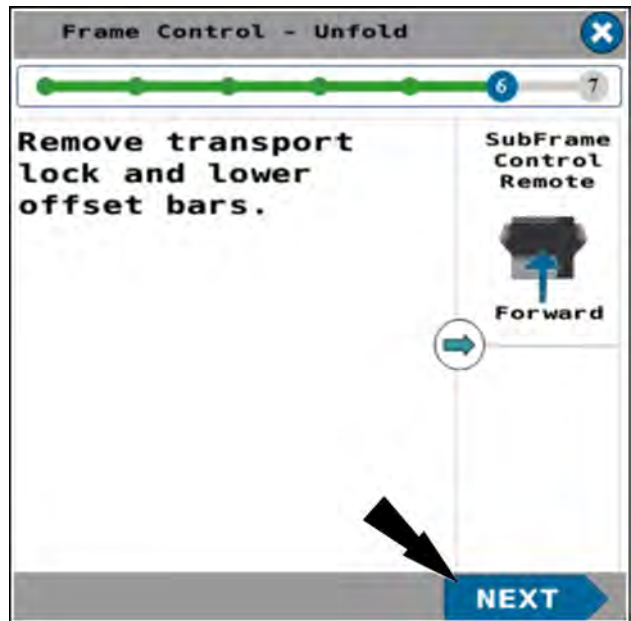 Frame Control - Unfold
6
7
Remove transport
lock and lower
offset bars.
SubFrame
Control
Remote
Forward
NEXT